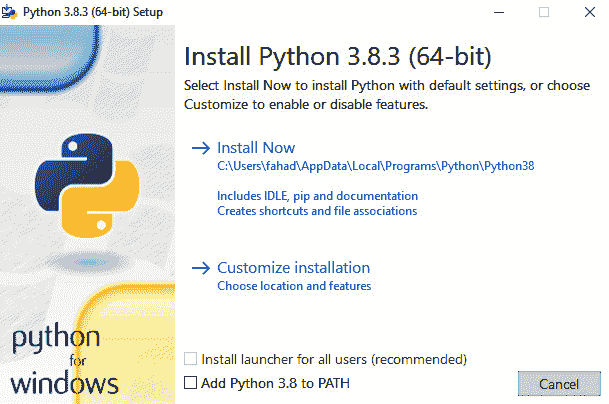 Python 3.8.3 (64-bit) Setup
Install Python 3.8.3 (64-bit)
Select Install Now to install Python with default settings, or choose
Customize to enable or disable features.
Install Now
C:\Users\fahad\AppData\Local\Programs\Python\Python38
Includes IDLE, pip and documentation
Creates shortcuts and file associations
Customize installation
Choose location and features
python
for
windows
Install launcher for all users (recommended)
Add Python 3.8 to PATH
Cancel